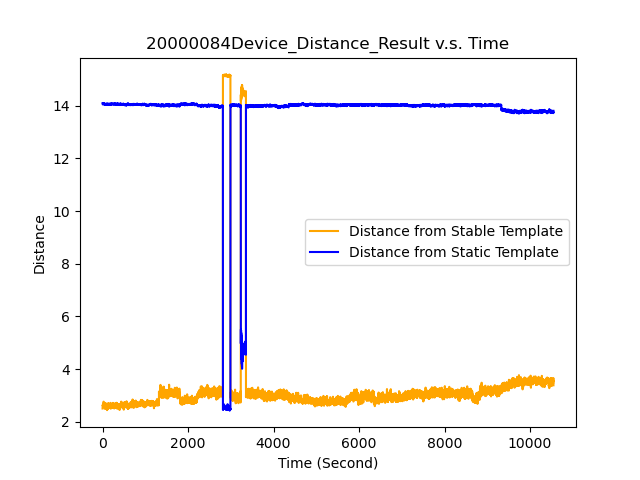 20000084Device_Distance_Result v.s. Time
14
12
10
8
6
4
2
Distance
Distance from Stable Template
Distance from Static Template
0 2000 4000 6000 8000 10000
Time (Second)